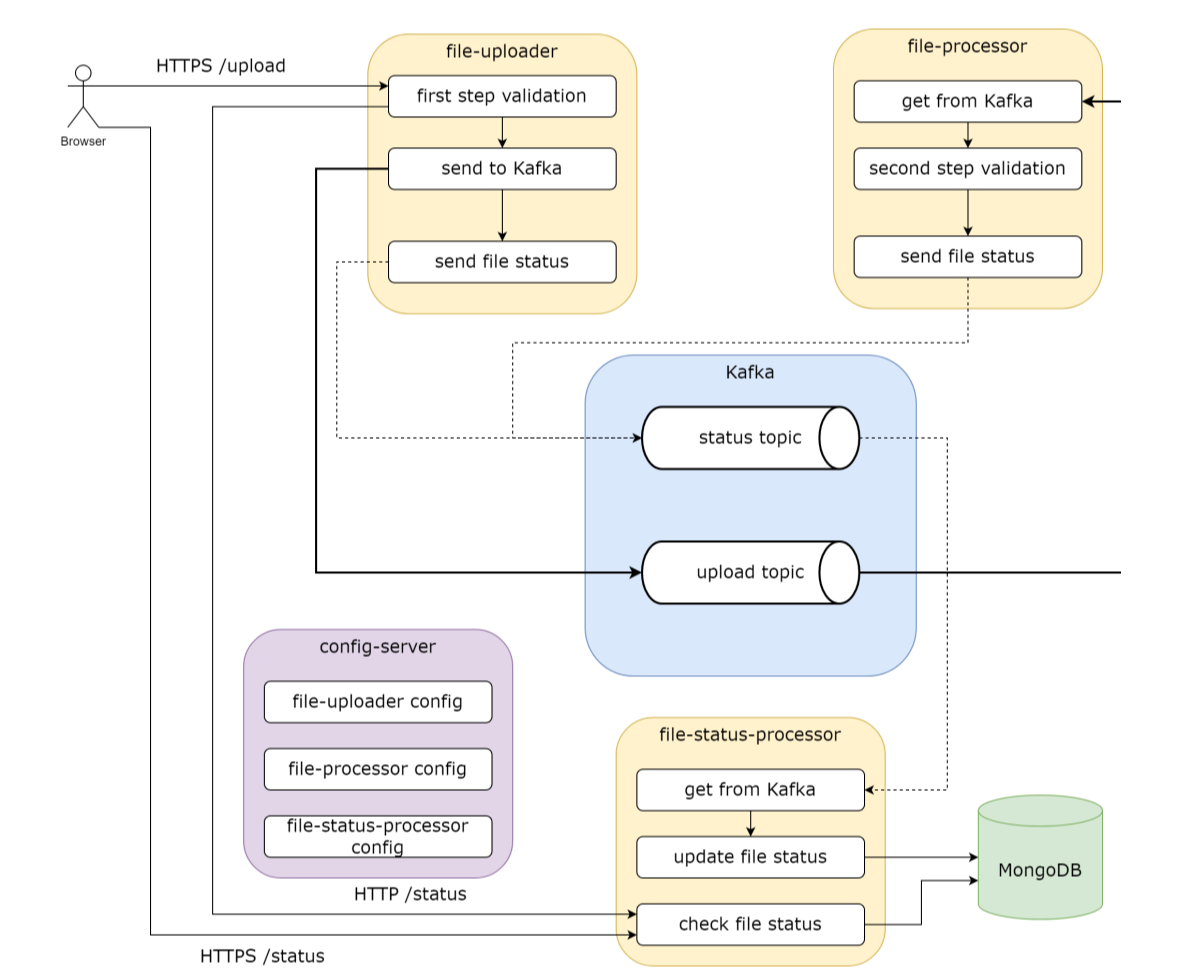 file-uploader
file-processor
HTTPS /upload
first step validation
get from Kafka
Browser
send to Kafka
second step validation
send file status
send file status
Kafka
status topic
upload topic
config-server
file-uploader config
file-processor config
file-status-processor
config
file-status-processor
get from Kafka
update file status
MongoDB
HTTP /status
check file status
HTTPS /status